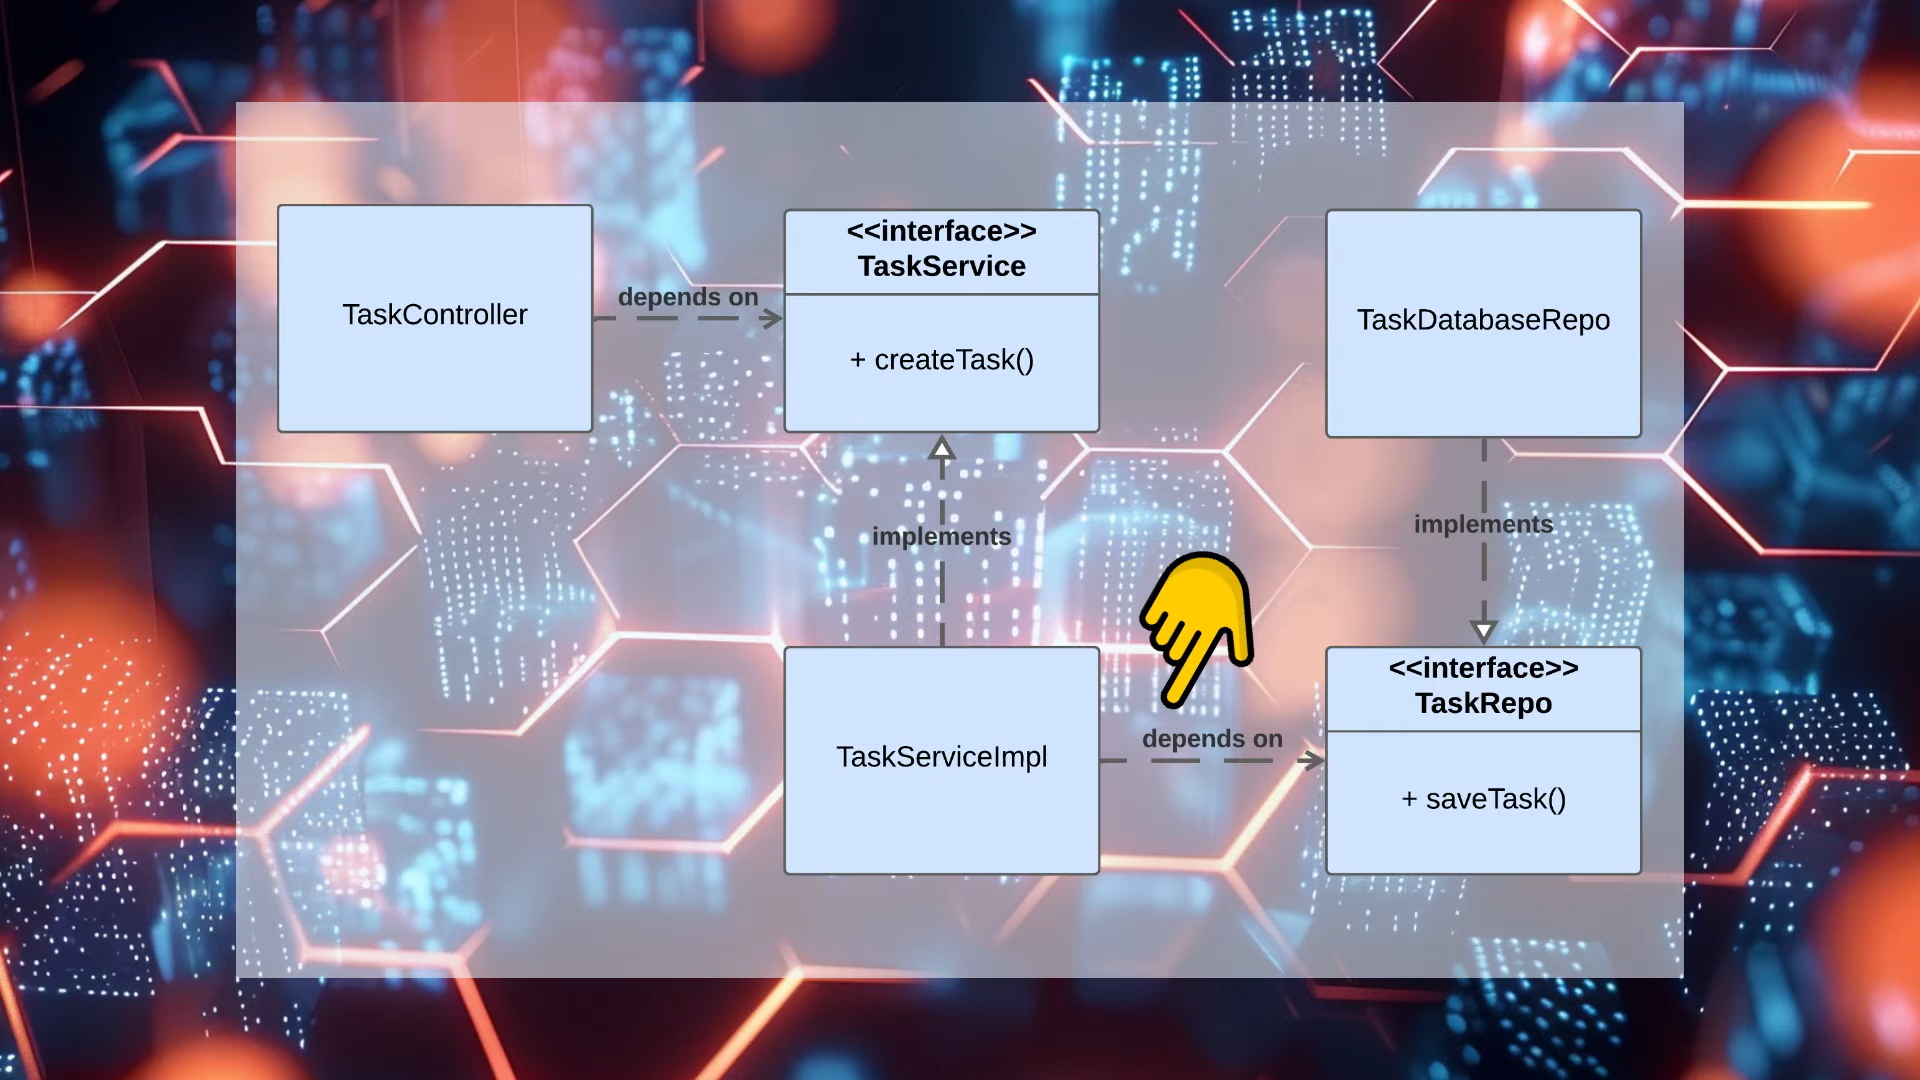 TaskController
depends on
<<interface>>
TaskService
+ createTask()
TaskDatabaseRepo
implements
implements
TaskServiceImpl
depends on
<<interface>>
TaskRepo
+ saveTask()